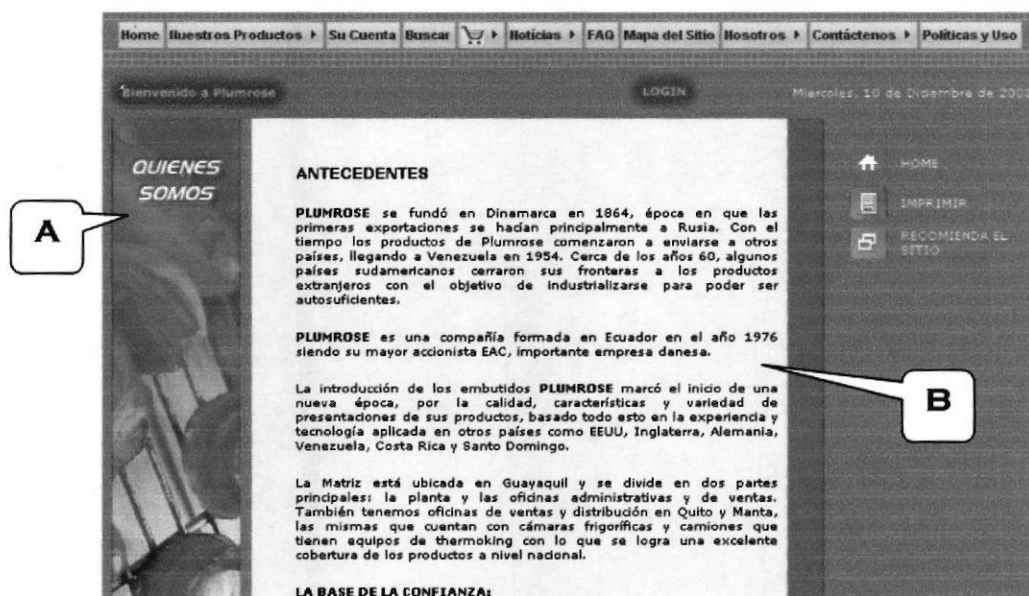 Home Nuestros Productos Su Cuenta Buscar Noticias FAQ Mapa del Sitio Nosotros Contáctenos Políticas y Uso
Bienvenido a Plumrose LOGIN Miercoles, 10 de Diciembre de
QUIENES
SOMOS
A
ANTECEDENTES
PLUMROSE se fundó en Dinamarca en 1864, época en que las
primeras exportaciones se hacían principalmente a Rusia. Con el
tiempo los productos de Plumrose comenzaron a enviarse a otros
países, llegando a Venezuela en 1954. Cerca de los años 60, algunos
países sudamericanos cerraron sus fronteras a los productos
extranjeros con el objetivo de industrializarse para poder ser
autosuficientes.
PLUMROSE es una compañía formada en Ecuador en el año 1976
siendo su mayor accionista EAC, importante empresa danesa.
La introducción de los embutidos PLUMROSE marcó el inicio de una
nueva época, por la calidad, características y variedad de
presentaciones de sus productos, basado todo esto en la experiencia y
tecnología aplicada en otros países como EEUU, Inglaterra, Alemania,
Venezuela, Costa Rica y Santo Domingo.
La Matriz está ubicada en Guayaquil y se divide en dos partes
principales: la planta y las oficinas administrativas y de ventas.
También tenemos oficinas de ventas y distribución en Quito y Manta,
las mismas que cuentan con cámaras frigoríficas y camiones que
tienen equipos de thermoking con lo que se logra una excelente
cobertura de los productos a nivel nacional.
LA BASE DE LA CONFIANZA:
HOME
IMPRIMIR
RECOMIENDA EL
SITIO
B